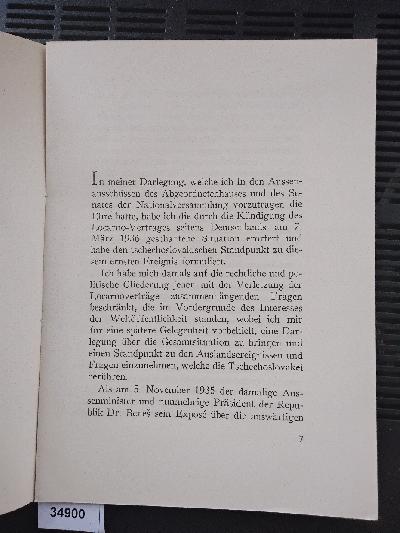 In meiner Darlegung, welche ich in den Aussen-
ausschüssen des Abgeordnetenhauses und des Se-
nates der Nationalversammlung vorzutragen die
Ehre hatte, habe ich die durch die Kündigung des
Locarno-Vertrages seitens Deutschlands am 7.
März 1936 geschaffene Situation erörtert und
habe den tschechoslovakischen Standpunkt zu die-
sem ernsten Ereignis formuliert.
Ich habe mich damals auf die rechtliche und po-
litische Gliederung jener mit der Verletzung der
Locarnoverträge zusammenhängenden Fragen
beschränkt, die im Vordergrunde des Interesses
der Weltöffentlichkeit standen, wobei ich mir
für eine spätere Gelegenheit vorbehielt, eine Dar-
legung über die Gesamtsituation zu bringen und
einen Standpunkt zu den Auslandsereignissen und
Fragen einzunehmen, welche die Tschechoslovakei
berühren.
Als am 5. November 1935 der damalige Aus-
senminister und nunmehrige Präsident der Repu-
blik Dr. Beneš sein Exposé über die auswärtigen
7
34900